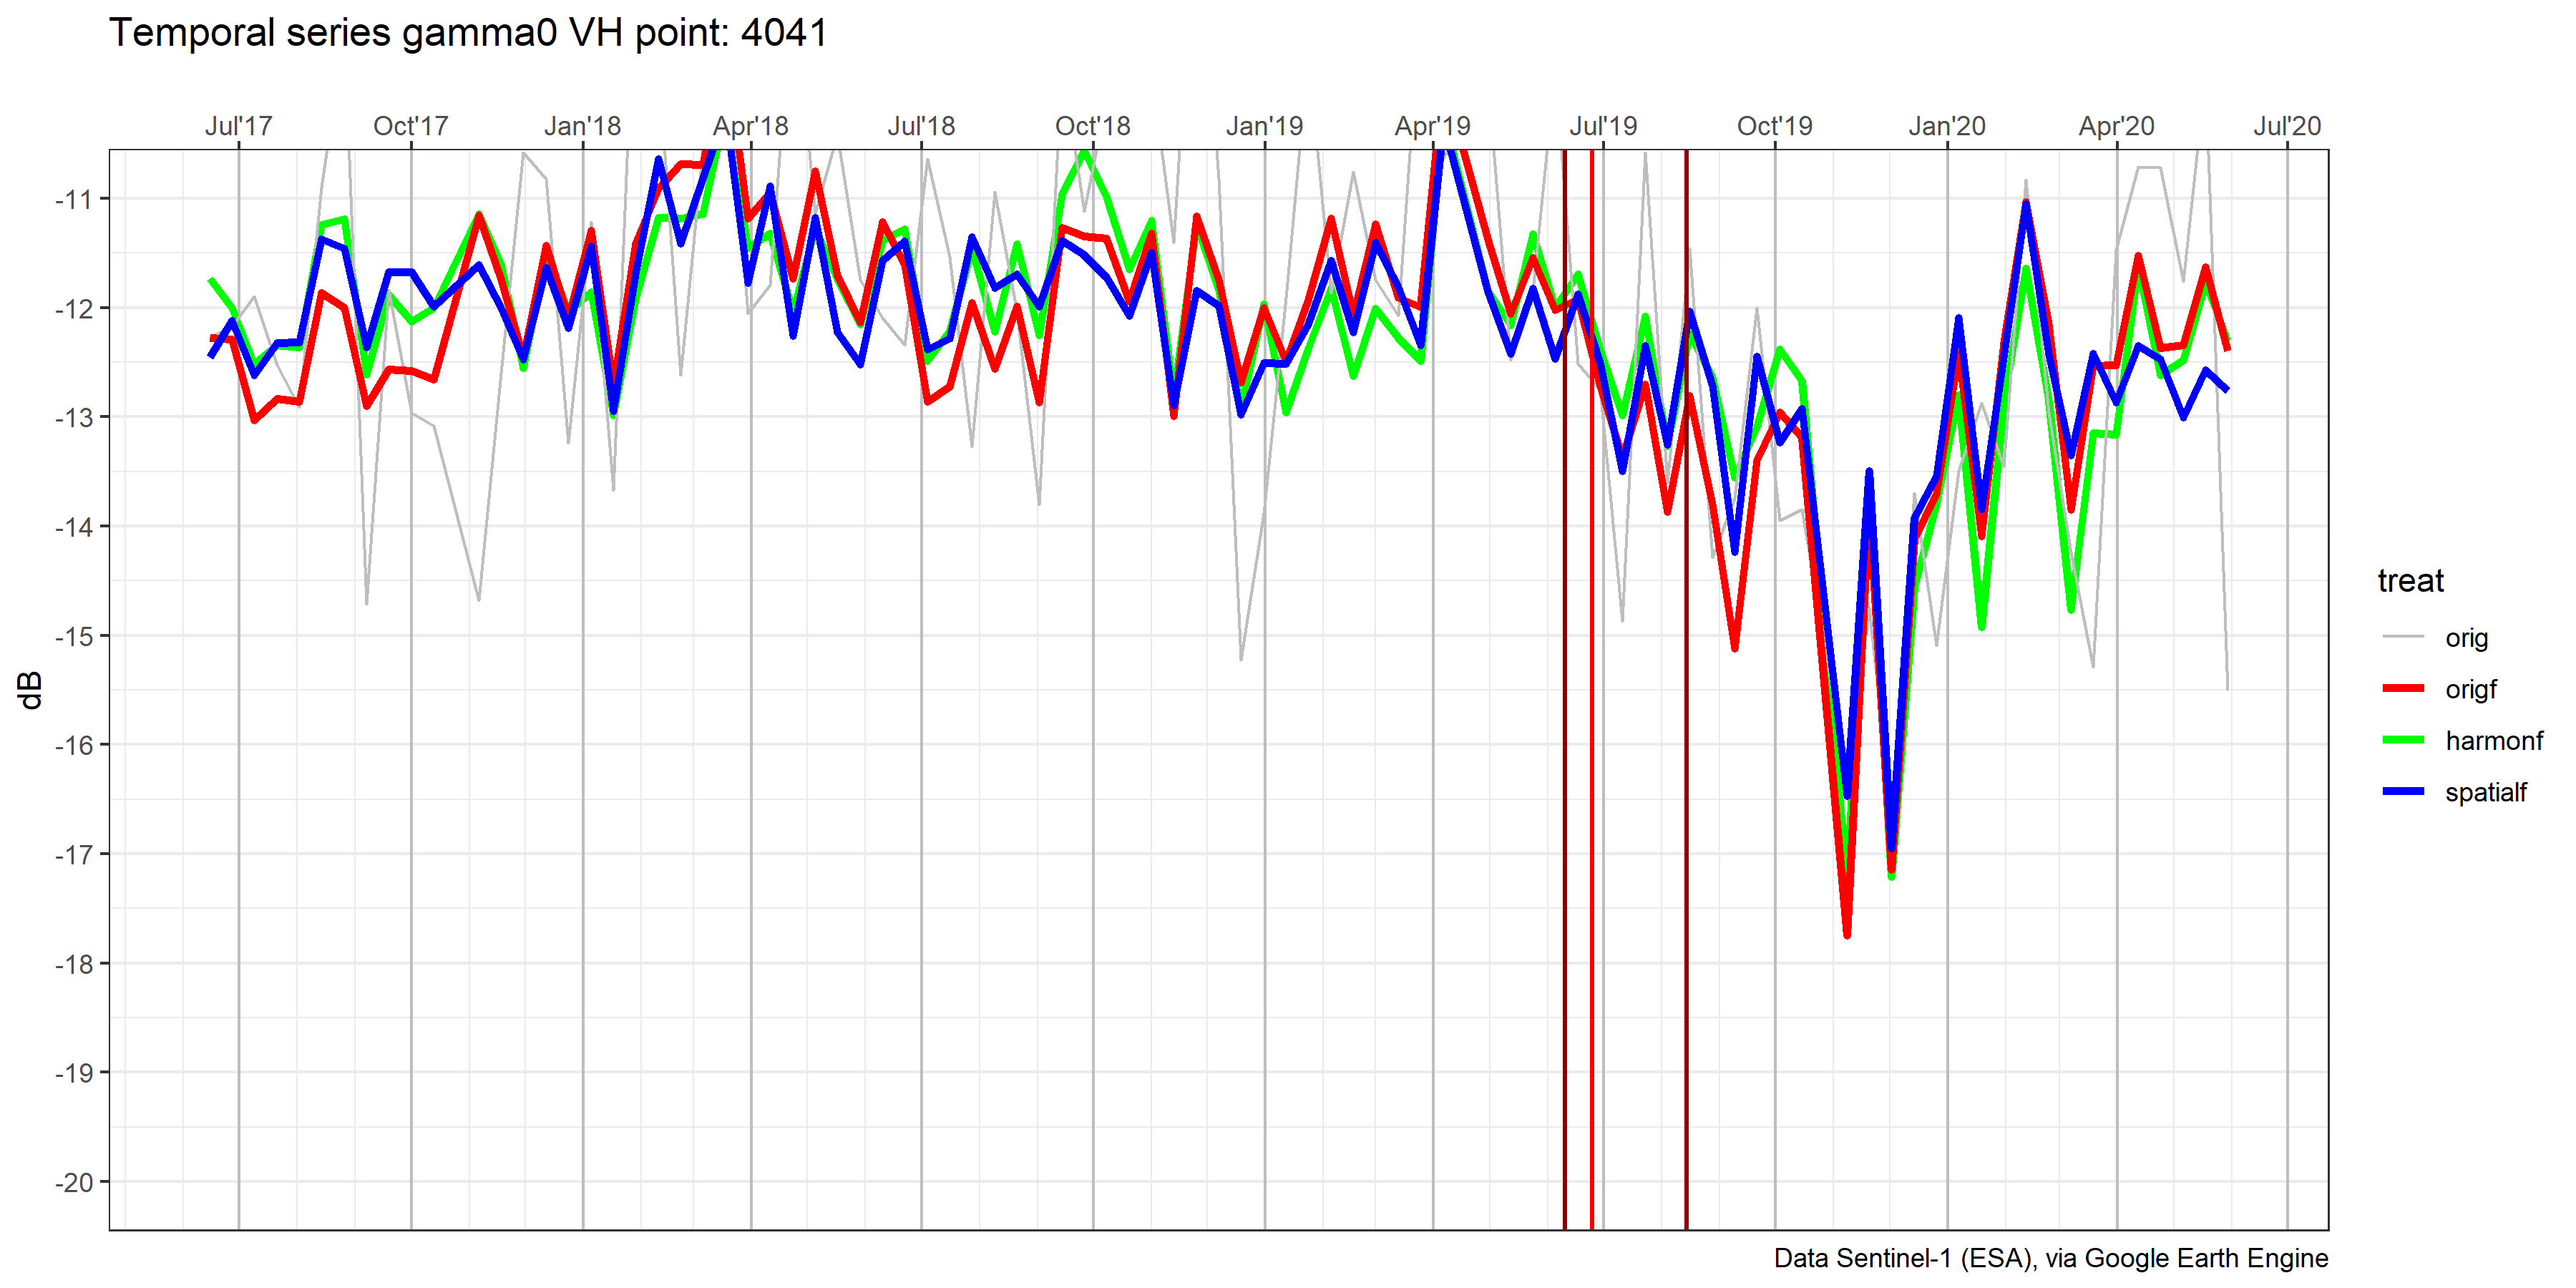 Temporal series gamma0 VH point: 4041
Jul'17 Oct'17 Jan'18 Apr'18 Jul'18 Oct'18 Jan'19 Apr'19 Jul'19 Oct'19 Jan'20 Apr'20 Jul'20
-11
-12
-13
-14
-15
-16
-17
-18
-19
-20
dB
treat
orig
origf
harmonf
spatialf
Data Sentinel-1 (ESA), via Google Earth Engine